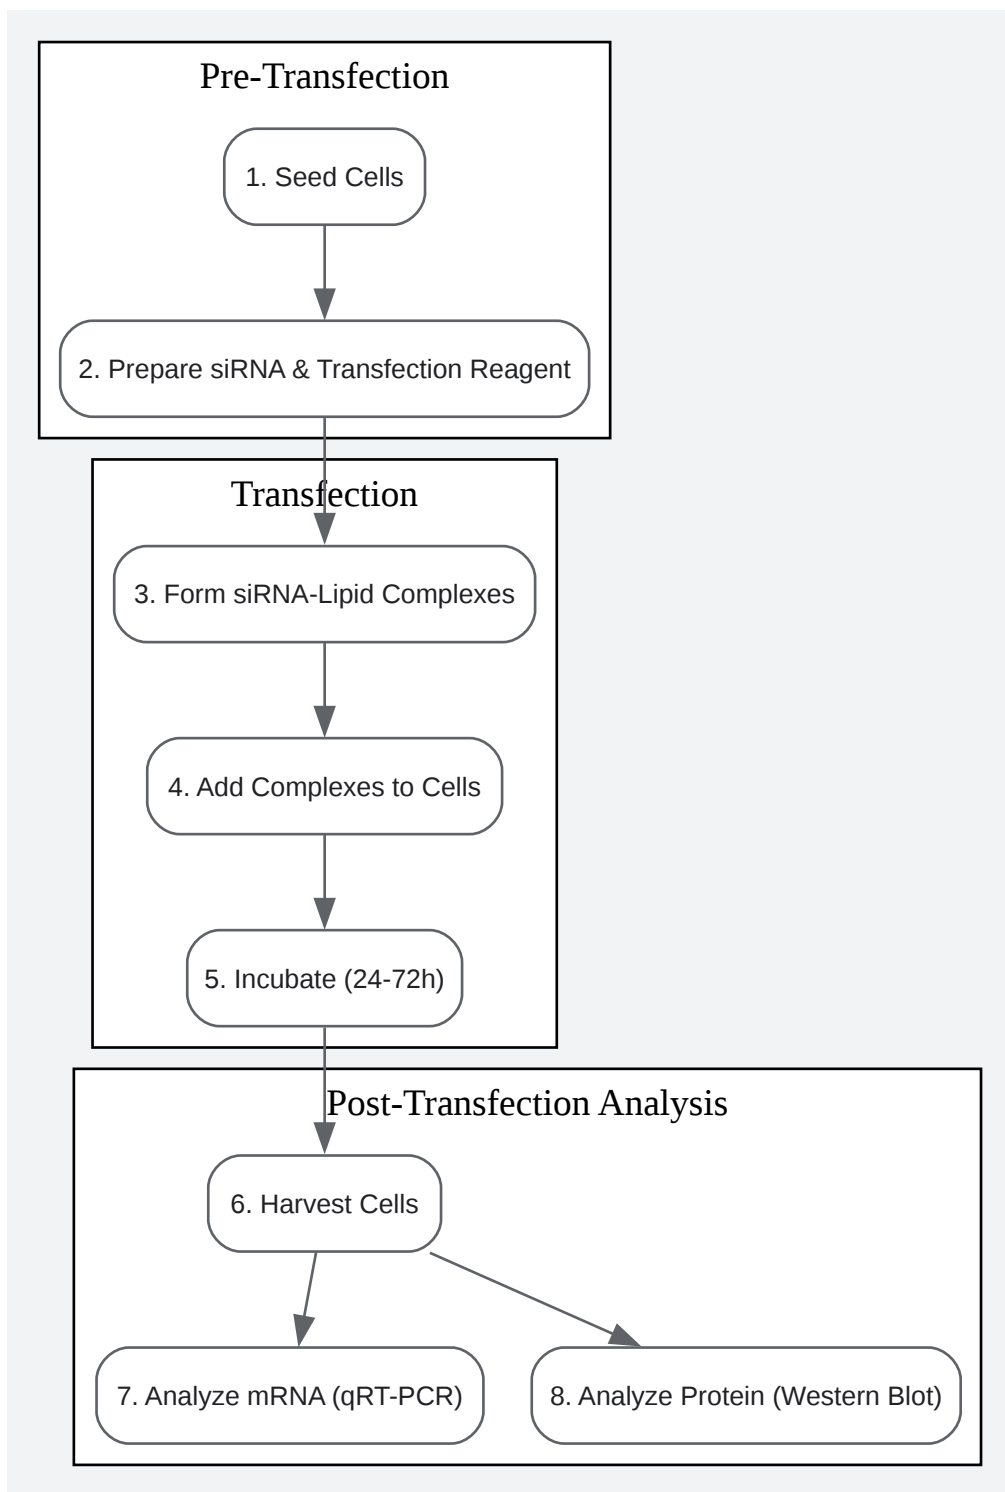 Pre-Transfection
1. Seed Cells
2. Prepare siRNA & Transfection Reagent
Transfection
3. Form siRNA-Lipid Complexes
4. Add Complexes to Cells
5. Incubate (24-72h)
Post-Transfection Analysis
6. Harvest Cells
7. Analyze mRNA (qRT-PCR)
8. Analyze Protein (Western Blot)